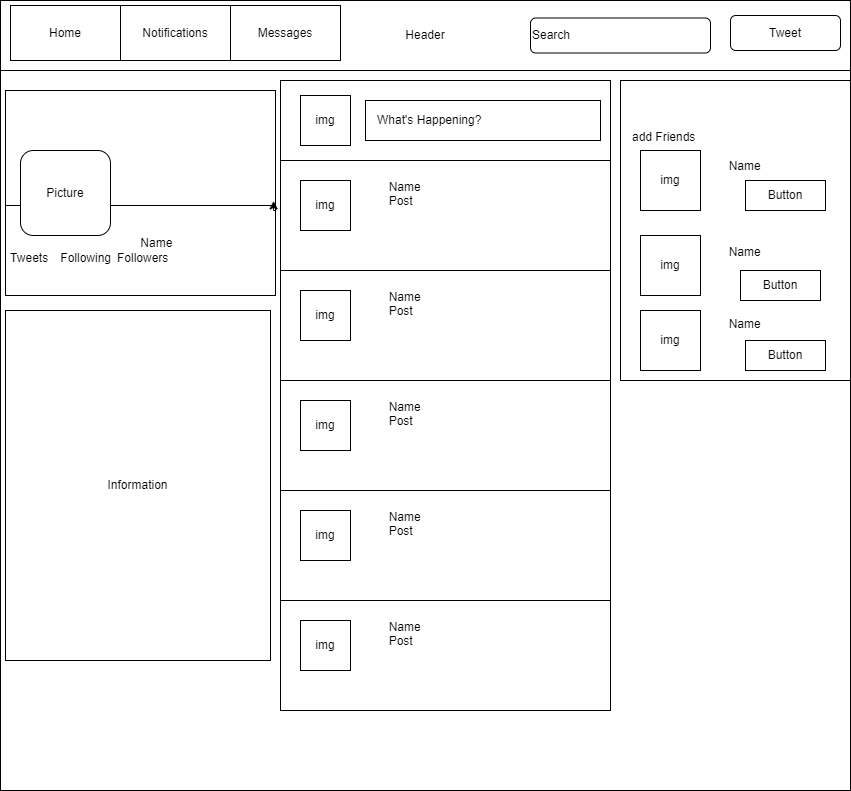 Home
Notifications
Messages
Header
Search
Tweet
Picture
Name
Tweets Following Followers
Information
img
What's Happening?
img
Name
Post
img
Name
Post
img
Name
Post
img
Name
Post
img
Name
Post
add Friends
img
Name
Button
img
Name
Button
img
Name
Button